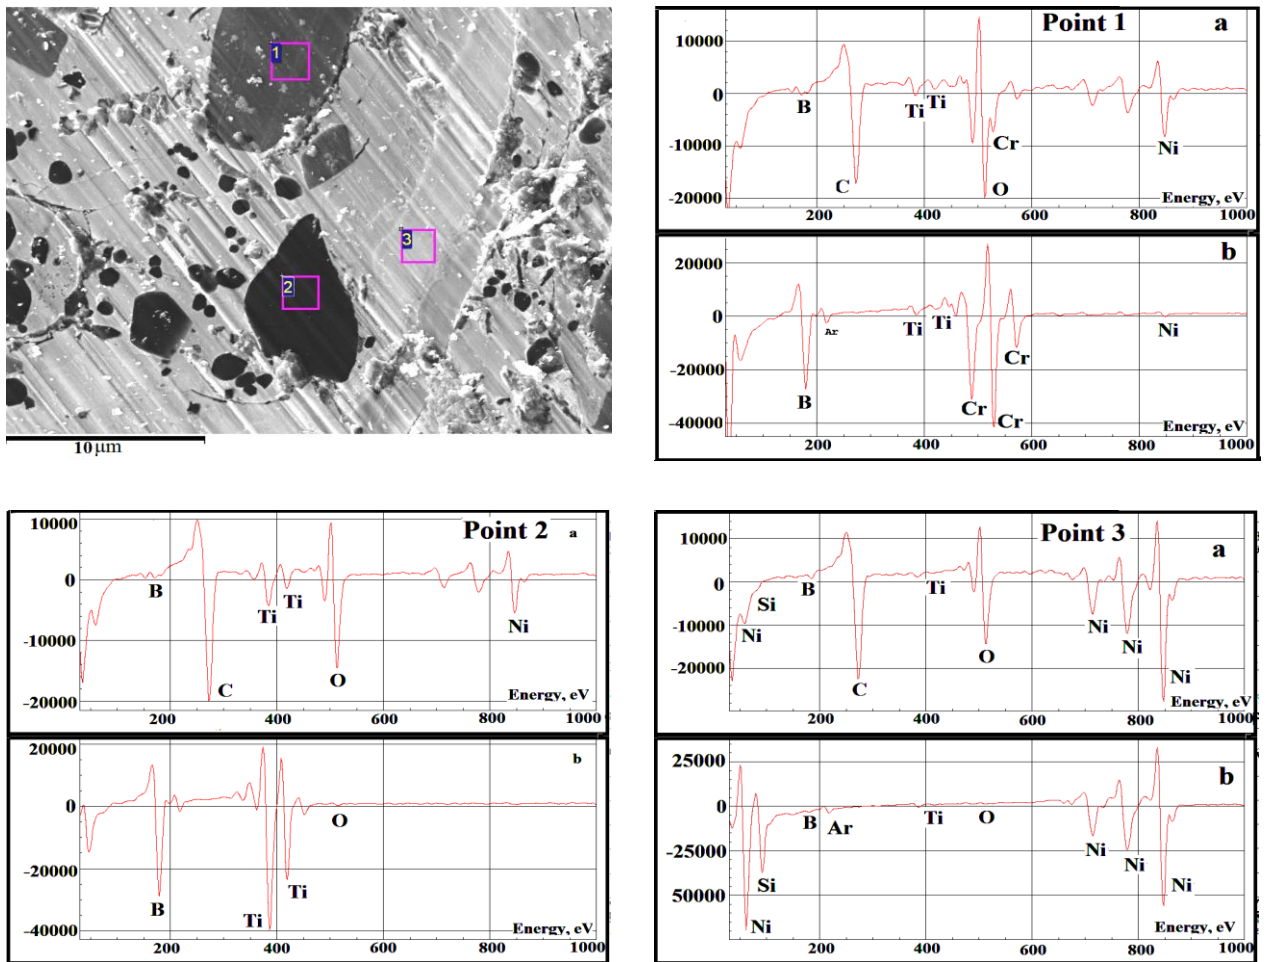 1
2
3
10 μm
Point 1
a
10000
0
-10000
-20000
B
C
Ti
Ti
Cr
O
Ni
Energy, eV
200
400
600
800
1000
b
20000
0
-20000
-40000
B
Ar
Ti
Ti
Cr
Cr
Cr
Ni
Energy, eV
200
400
600
800
1000
Point 2
a
10000
0
-10000
-20000
B
C
Ti
Ti
O
Ni
Energy, eV
200
400
600
800
1000
b
20000
0
-20000
-40000
B
Ti
Ti
O
200
400
600
800
1000
Point 3
a
10000
0
-10000
-20000
Ni
Si
B
C
Ti
O
Ni
Ni
Ni
Energy, eV
200
400
600
800
1000
b
25000
0
-25000
50000
Ni
Si
B
Ar
Ti
O
Ni
Ni
Ni
200
400
600
800
1000